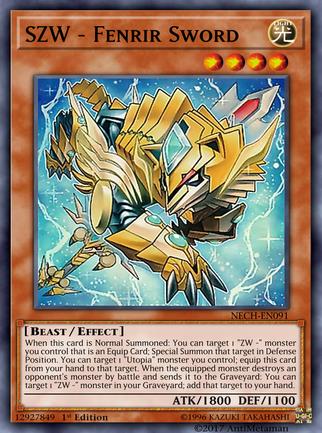 SZW - Fenrir Sword
LIGHT
光
NECH-EN091
[Beast / Effect]
When this card is Normal Summoned: You can target 1 "ZW -" monster
you control that is an Equip Card; Special Summon that target in Defense
Position. You can target 1 "Utopia" monster you control; equip this card
from your hand to that target. When the equipped monster destroys an
opponent's monster by battle and sends it to the Graveyard: You can
target 1 "ZW -" monster in your Graveyard; add that target to your hand.
ATK/1800 DEF/1100
12927849 1st Edition ©1996 KAZUKI TAKAHASHI
©2017 AntiMetaman